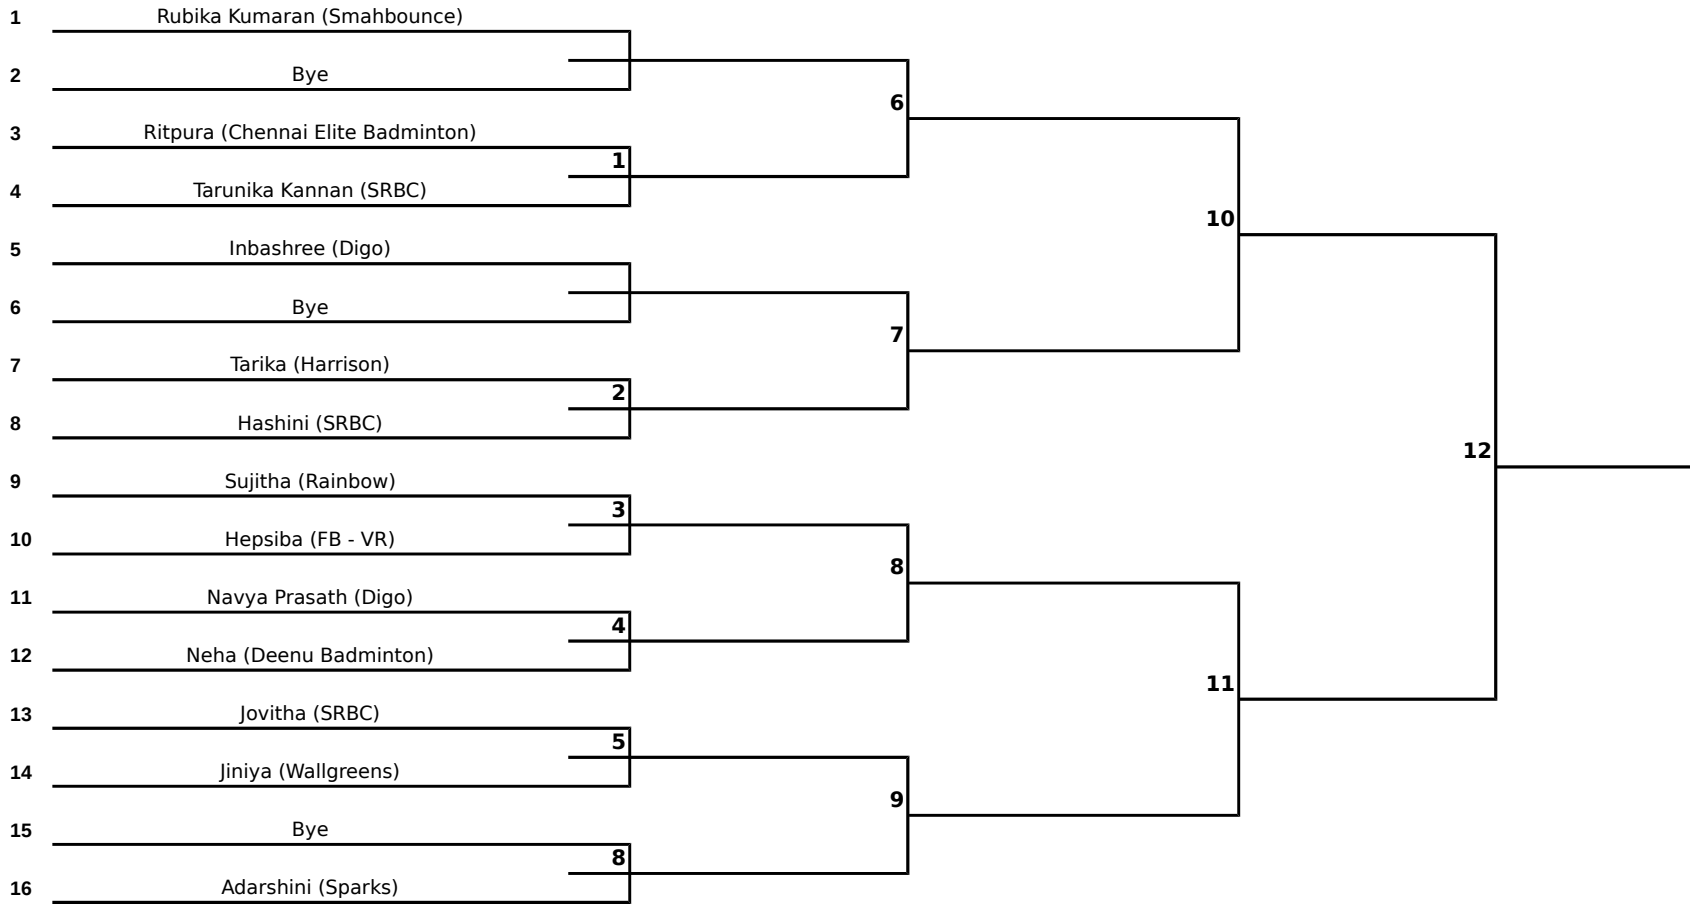 1 Rubika Kumaran (Smahbounce)
2 Bye
6
3 Ritpura (Chennai Elite Badminton)
1
4 Tarunika Kannan (SRBC)
10
5 Inbashree (Digo)
6 Bye
7
7 Tarika (Harrison)
2
8 Hashini (SRBC)
12
9 Sujitha (Rainbow)
3
10 Hepsiba (FB - VR)
8
11 Navya Prasath (Digo)
4
12 Neha (Deenu Badminton)
11
13 Jovitha (SRBC)
5
14 Jiniya (Wallgreens)
9
15 Bye
8
16 Adarshini (Sparks)